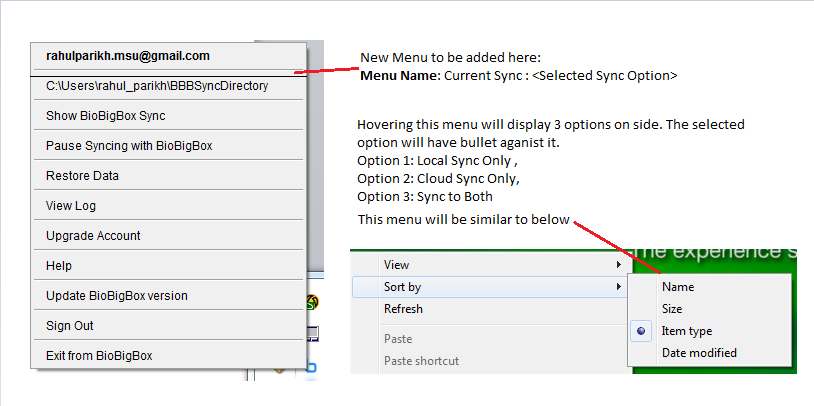 rahulparikh.msu@gmail.com
C:\Users\rahul_parikh\BBBSyncDirectory
Show BioBigBox Sync
Pause Syncing with BioBigBox
Restore Data
View Log
Upgrade Account
Help
Update BioBigBox version
Sign Out
Exit from BioBigBox
New Menu to be added here:
Menu Name: Current Sync : <Selected Sync Option>
Hovering this menu will display 3 options on side. The selected
option will have bullet aganist it.
Option 1: Local Sync Only ,
Option 2: Cloud Sync Only,
Option 3: Sync to Both
This menu will be similar to below
The experience s
View
Sort by
Refresh
Paste
Paste shortcut
Name
Size
Item type
Date modified